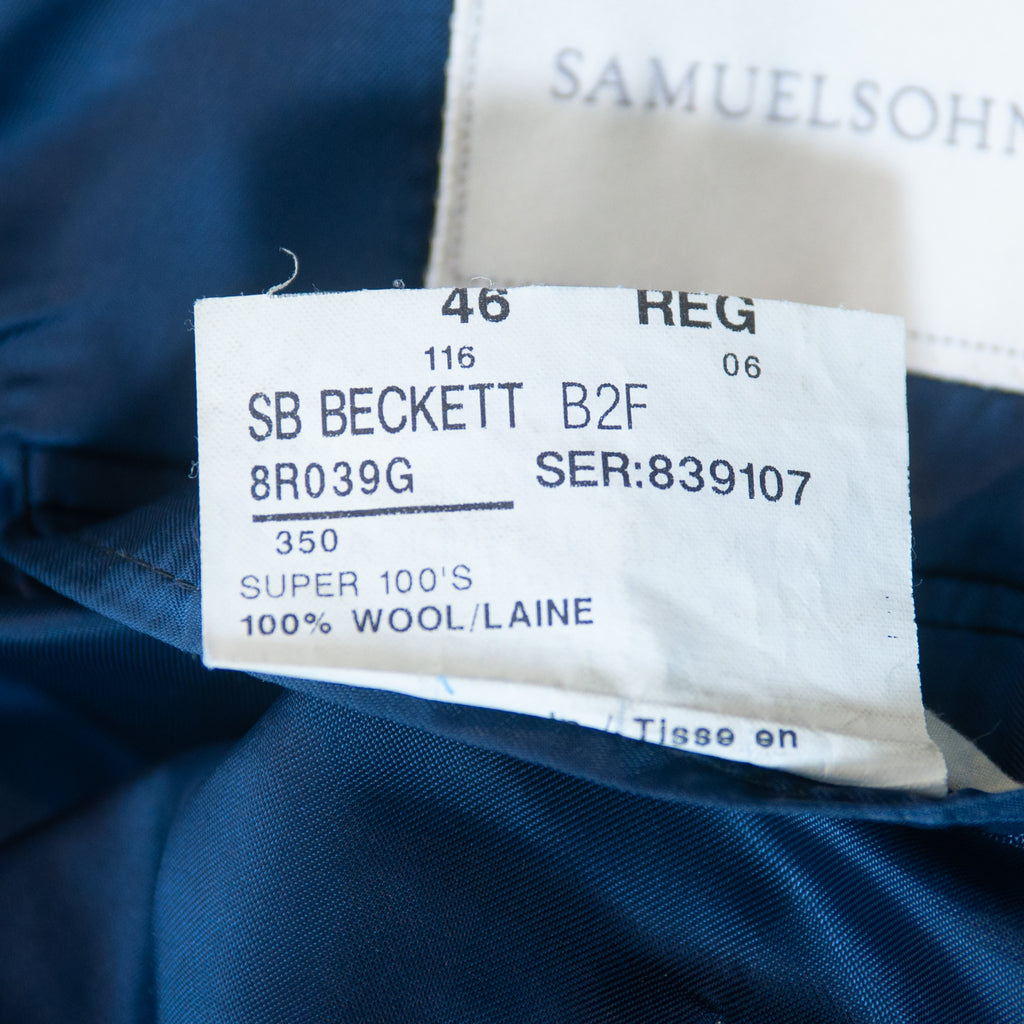 SAMUELSOHN
46 REG
116 06
SB BECKETT B2F
8R039G SER:839107
350
SUPER 100'S
100% WOOL/LAINE
/ Tisse en